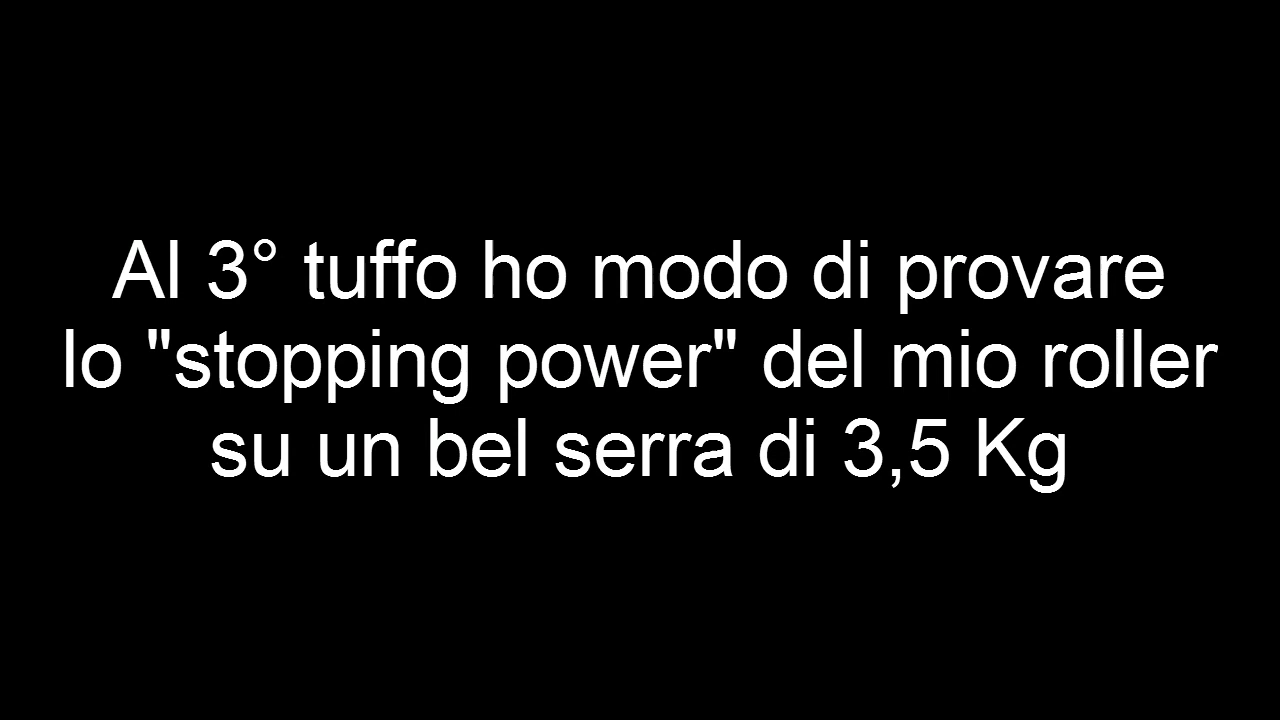 Al 3° tuffo ho modo di provare
lo "stopping power" del mio roller
su un bel serra di 3,5 Kg